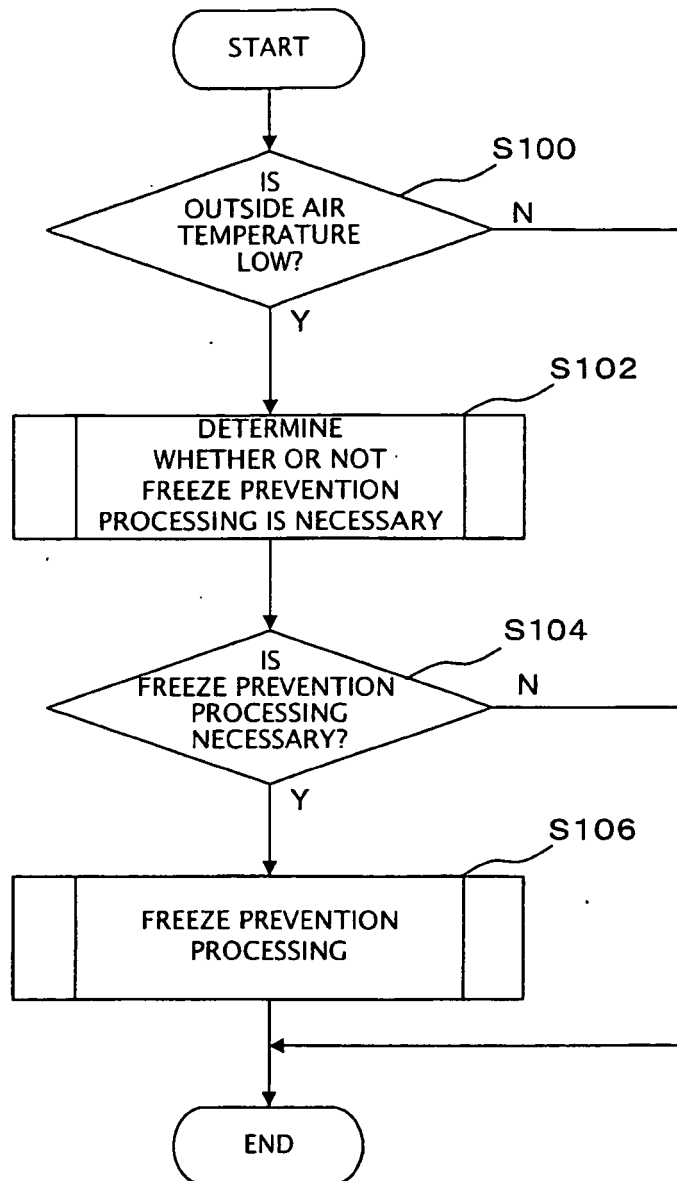 START
S100
IS
OUTSIDE AIR
TEMPERATURE
LOW?
N
Y
S102
DETERMINE
WHETHER OR NOT
FREEZE PREVENTION
PROCESSING IS NECESSARY
S104
IS
FREEZE PREVENTION
PROCESSING
NECESSARY?
N
Y
S106
FREEZE PREVENTION
PROCESSING
END